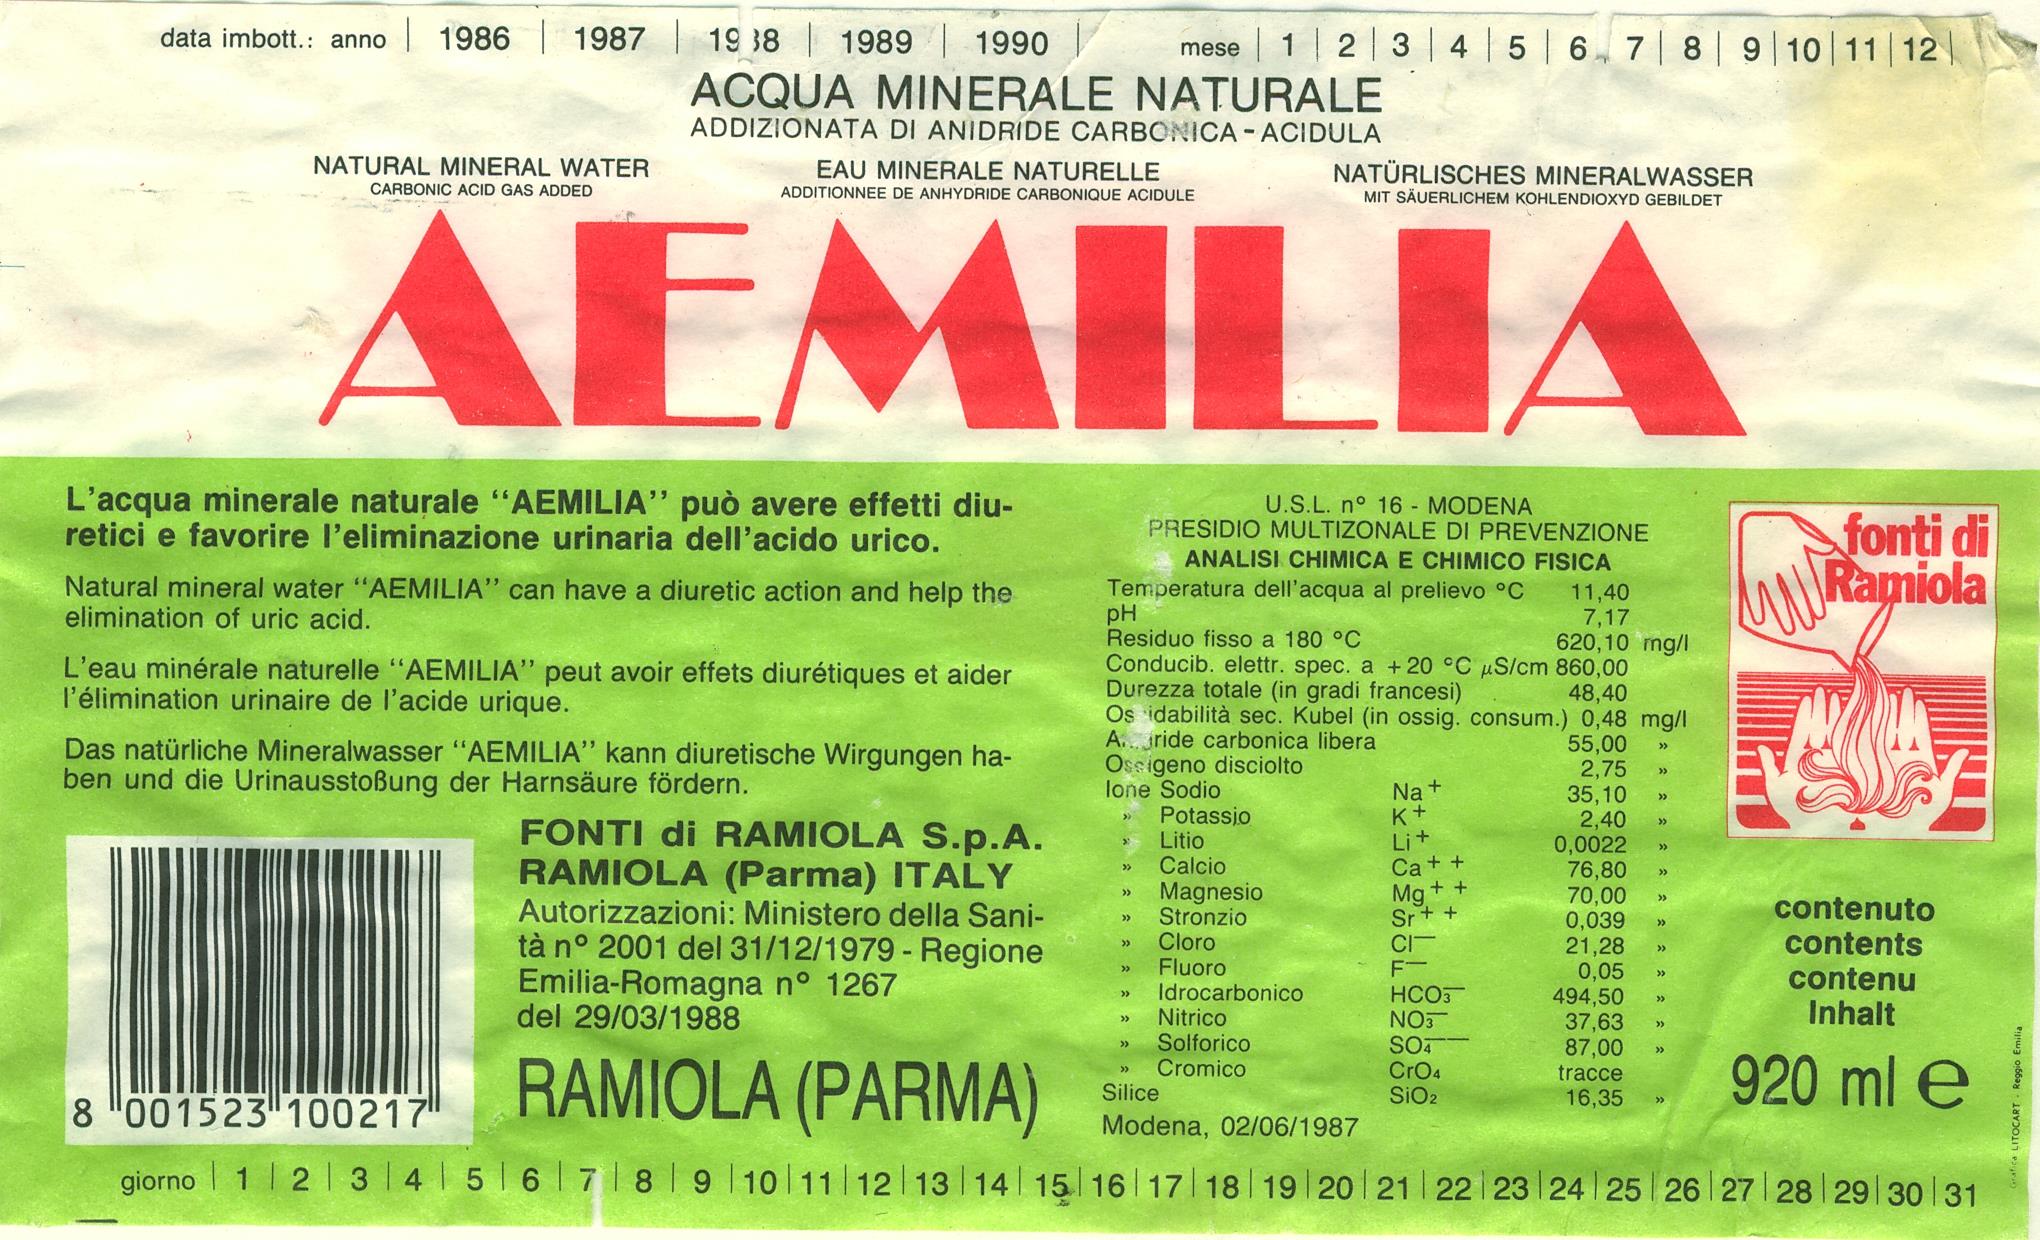 data imbott.: anno | 1986 | 1987 | 1988 | 1989 | 1990 | mese | 1 | 2 | 3 | 4 | 5 | 6 | 7 | 8 | 9 | 10 | 11 | 12 |
ACQUA MINERALE NATURALE
ADDIZIONATA DI ANIDRIDE CARBONICA - ACIDULA
NATURAL MINERAL WATER
CARBONIC ACID GAS ADDED
EAU MINERALE NATURELLE
ADDITIONNEE DE ANHYDRIDE CARBONIQUE ACIDULE
NATÜRLISCHES MINERALWASSER
MIT SÄUERLICHEM KOHLENDIOXYD GEBILDET
AEMILIA
L'acqua minerale naturale “AEMILIA” può avere effetti diu-
retici e favorire l'eliminazione urinaria dell'acido urico.
Natural mineral water “AEMILIA” can have a diuretic action and help the
elimination of uric acid.
L'eau minérale naturelle “AEMILIA” peut avoir effets diurétiques et aider
l'élimination urinaire de l'acide urique.
Das natürliche Mineralwasser “AEMILIA” kann diuretische Wirgungen ha-
ben und die Urinausstoßung der Harnsäure fördern.
8 001523 100217
FONTI di RAMIOLA S.p.A.
RAMIOLA (Parma) ITALY
Autorizzazioni: Ministero della Sani-
tà n° 2001 del 31/12/1979 - Regione
Emilia-Romagna n° 1267
del 29/03/1988
RAMIOLA (PARMA)
U.S.L. n° 16 - MODENA
PRESIDIO MULTIZONALE DI PREVENZIONE
ANALISI CHIMICA E CHIMICO FISICA
Temperatura dell'acqua al prelievo °C 11,40
pH 7,17
Residuo fisso a 180 °C 620,10 mg/l
Conducib. elettr. spec. a + 20 °C µS/cm 860,00
Durezza totale (in gradi francesi) 48,40
Ossidabilità sec. Kubel (in ossig. consum.) 0,48 mg/l
Anidride carbonica libera 55,00 »
Ossigeno disciolto 2,75 »
Ione Sodio Na+ 35,10 »
» Potassio K+ 2,40 »
» Litio Li+ 0,0022 »
» Calcio Ca++ 76,80 »
» Magnesio Mg++ 70,00 »
» Stronzio Sr++ 0,039 »
» Cloro Cl— 21,28 »
» Fluoro F— 0,05 »
» Idrocarbonico HCO3— 494,50 »
» Nitrico NO3— 37,63 »
» Solforico SO4—— 87,00 »
» Cromico CrO4 tracce
Silice SiO2 16,35 »
Modena, 02/06/1987
fonti di
Ramiola
contenuto
contents
contenu
Inhalt
920 ml e
Grafica LITOCART - Reggio Emilia
giorno | 1 | 2 | 3 | 4 | 5 | 6 | 7 | 8 | 9 | 10 | 11 | 12 | 13 | 14 | 15 | 16 | 17 | 18 | 19 | 20 | 21 | 22 | 23 | 24 | 25 | 26 | 27 | 28 | 29 | 30 | 31